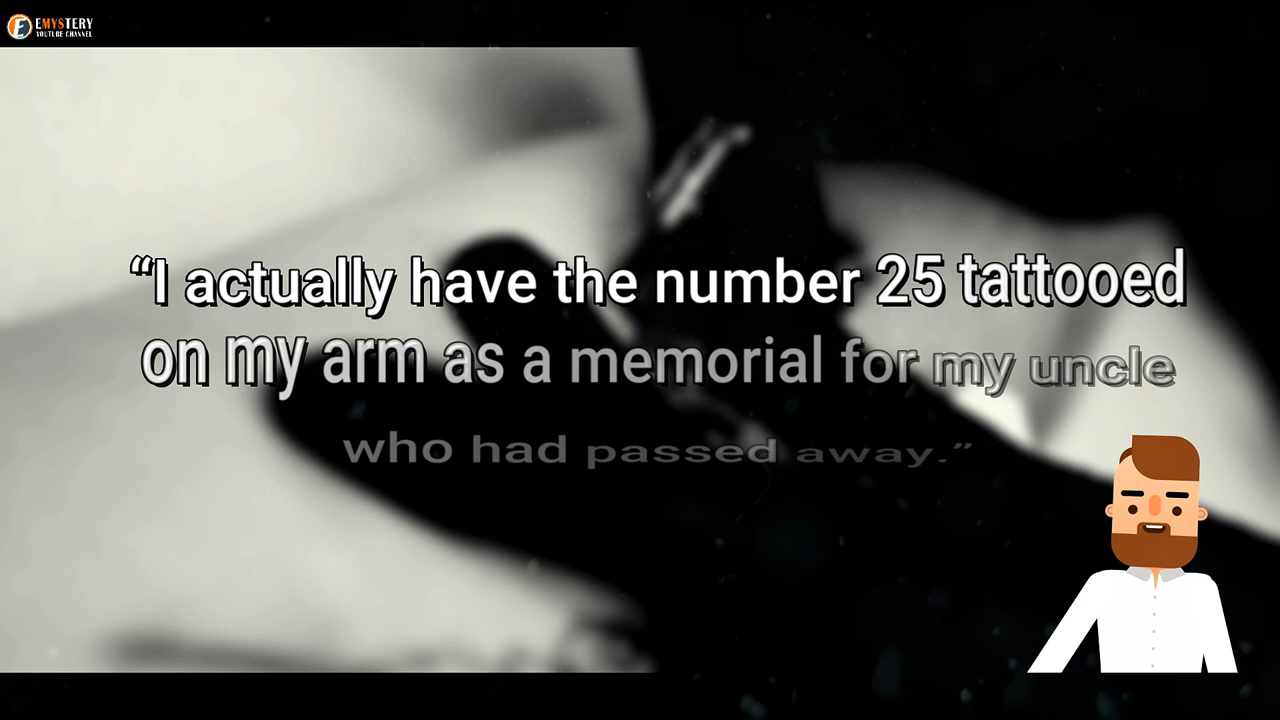 EMYSTERY
YOUTUBE CHANNEL
“I actually have the number 25 tattooed
on my arm as a memorial for my uncle
who had passed away.”